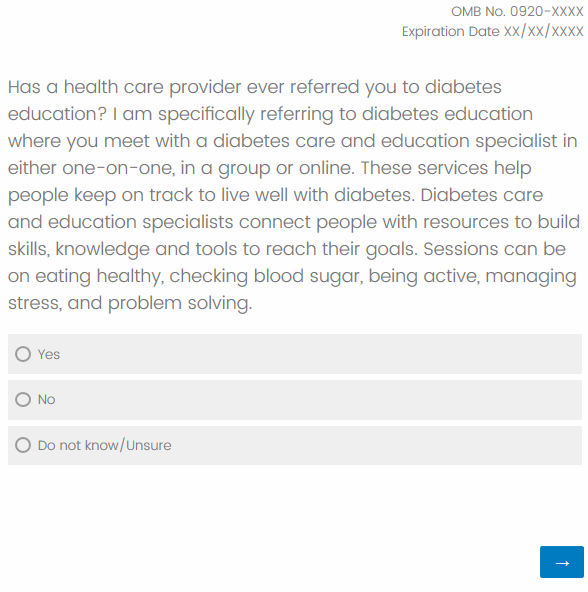 OMB No. 0920-XXXX
Expiration Date XX/XX/XXXX
Has a health care provider ever referred you to diabetes
education? I am specifically referring to diabetes education
where you meet with a diabetes care and education specialist in
either one-on-one, in a group or online. These services help
people keep on track to live well with diabetes. Diabetes care
and education specialists connect people with resources to build
skills, knowledge and tools to reach their goals. Sessions can be
on eating healthy, checking blood sugar, being active, managing
stress, and problem solving.
Yes
No
Do not know/Unsure
→